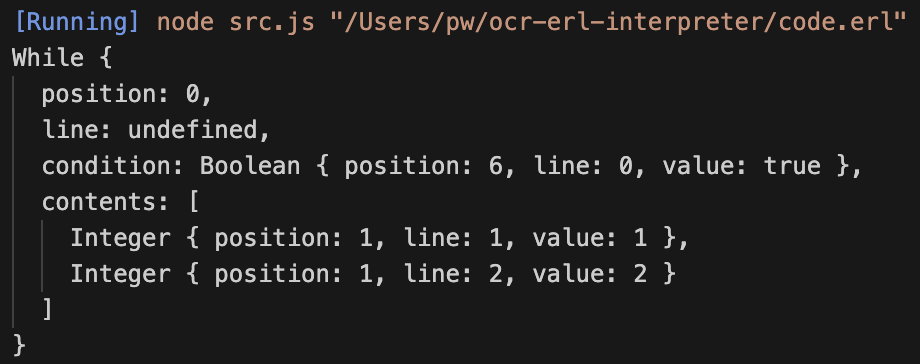 [Running] node src.js "/Users/pw/ocr-erl-interpreter/code.erl"
While {
  position: 0,
  line: undefined,
  condition: Boolean { position: 6, line: 0, value: true },
  contents: [
    Integer { position: 1, line: 1, value: 1 },
    Integer { position: 1, line: 2, value: 2 }
  ]
}